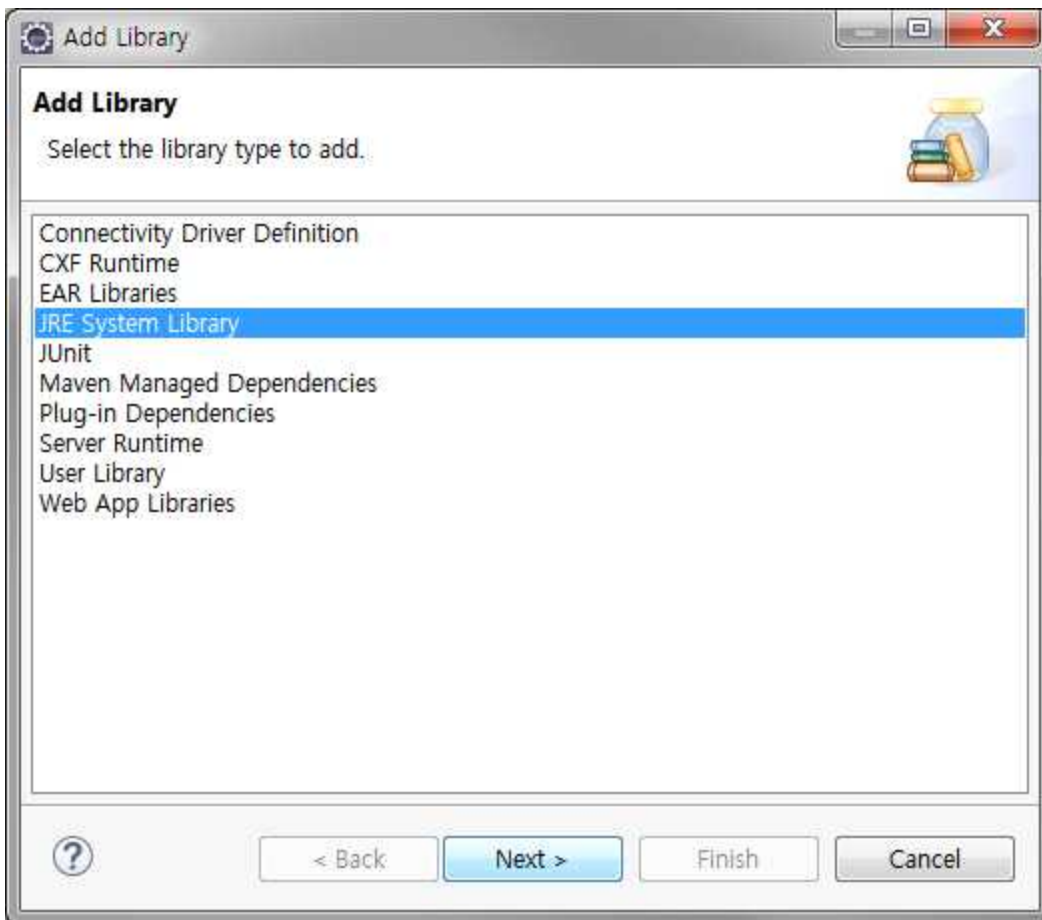 Add Library
Add Library
Select the library type to add.
Connectivity Driver Definition
CXF Runtime
EAR Libraries
JRE System Library
JUnit
Maven Managed Dependencies
Plug-in Dependencies
Server Runtime
User Library
Web App Libraries
? < Back Next > Finish Cancel